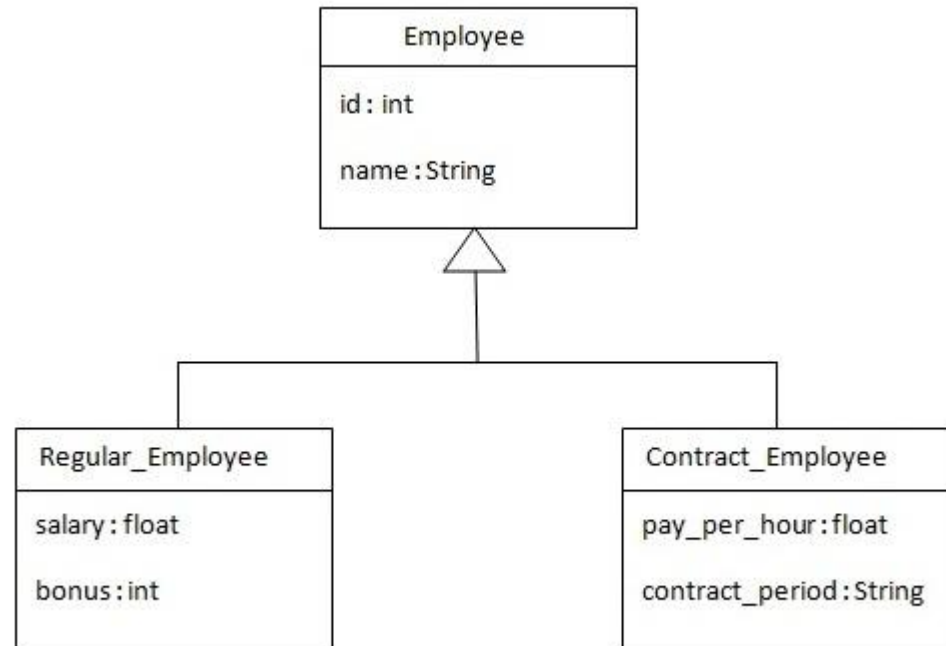 Employee
id: int
name:String
Regular_Employee
salary:float
bonus:int
Contract_Employee
pay_per_hour:float
contract_period:String